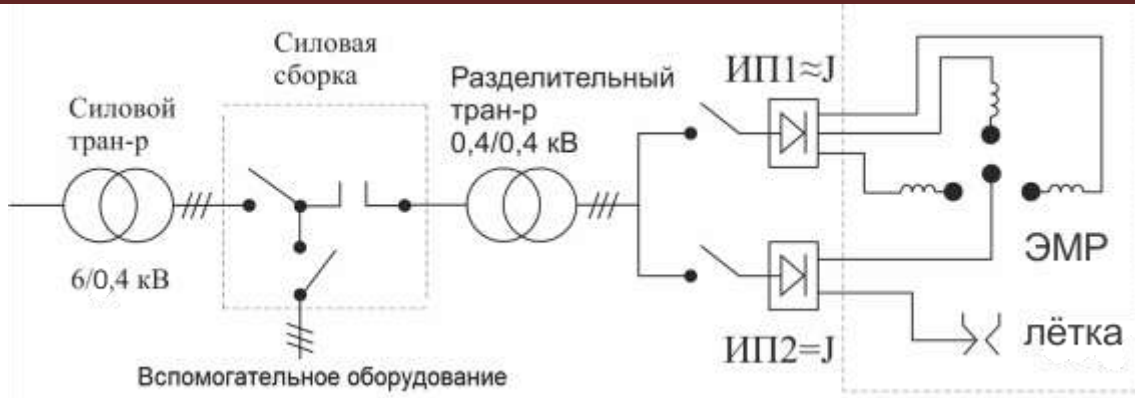 Силовой
тран-р
6/0,4 кВ
Силовая
сборка
Вспомогательное оборудование
Разделительный
тран-р
0,4/0,4 кВ
ИП1≈J
ИП2=J
ЭМР
лётка